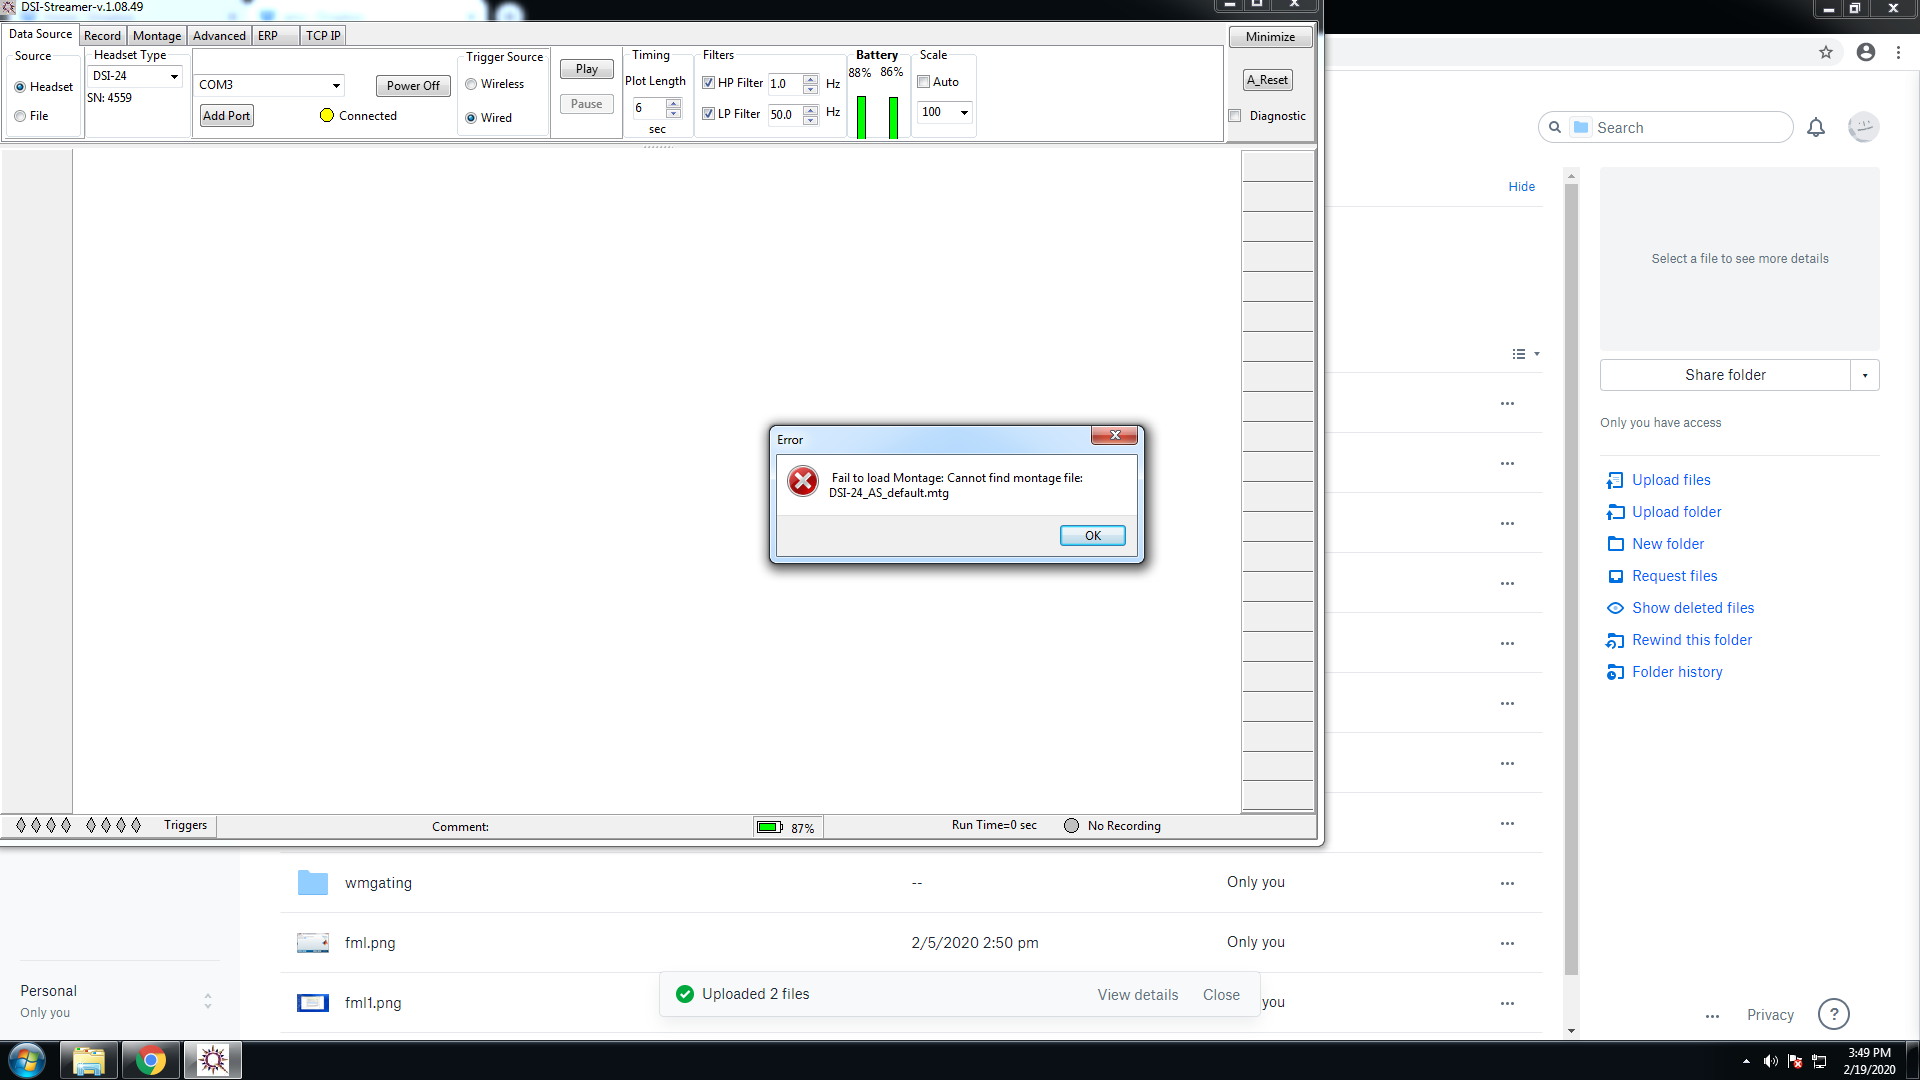 DSI-Streamer-v.1.08.49
Data Source
Record
Montage
Advanced
ERP
TCP IP
Minimize
Source
Headset
File
Headset Type
DSI-24
SN: 4559
COM3
Power Off
Add Port
Connected
Trigger Source
Wireless
Wired
Play
Pause
Timing
Plot Length
6
sec
Filters
HP Filter 1.0 Hz
LP Filter 50.0 Hz
Battery
88% 86%
Scale
Auto
100
A_Reset
Diagnostic
Search
Hide
Select a file to see more details
Share folder
Only you have access
Upload files
Upload folder
New folder
Request files
Show deleted files
Rewind this folder
Folder history
Error
Fail to load Montage: Cannot find montage file:
DSI-24_AS_default.mtg
OK
Triggers
Comment:
87%
Run Time=0 sec
No Recording
wmgating -- Only you
fml.png 2/5/2020 2:50 pm Only you
fml1.png you
Uploaded 2 files View details Close
Personal
Only you
Privacy
?
3:49 PM
2/19/2020